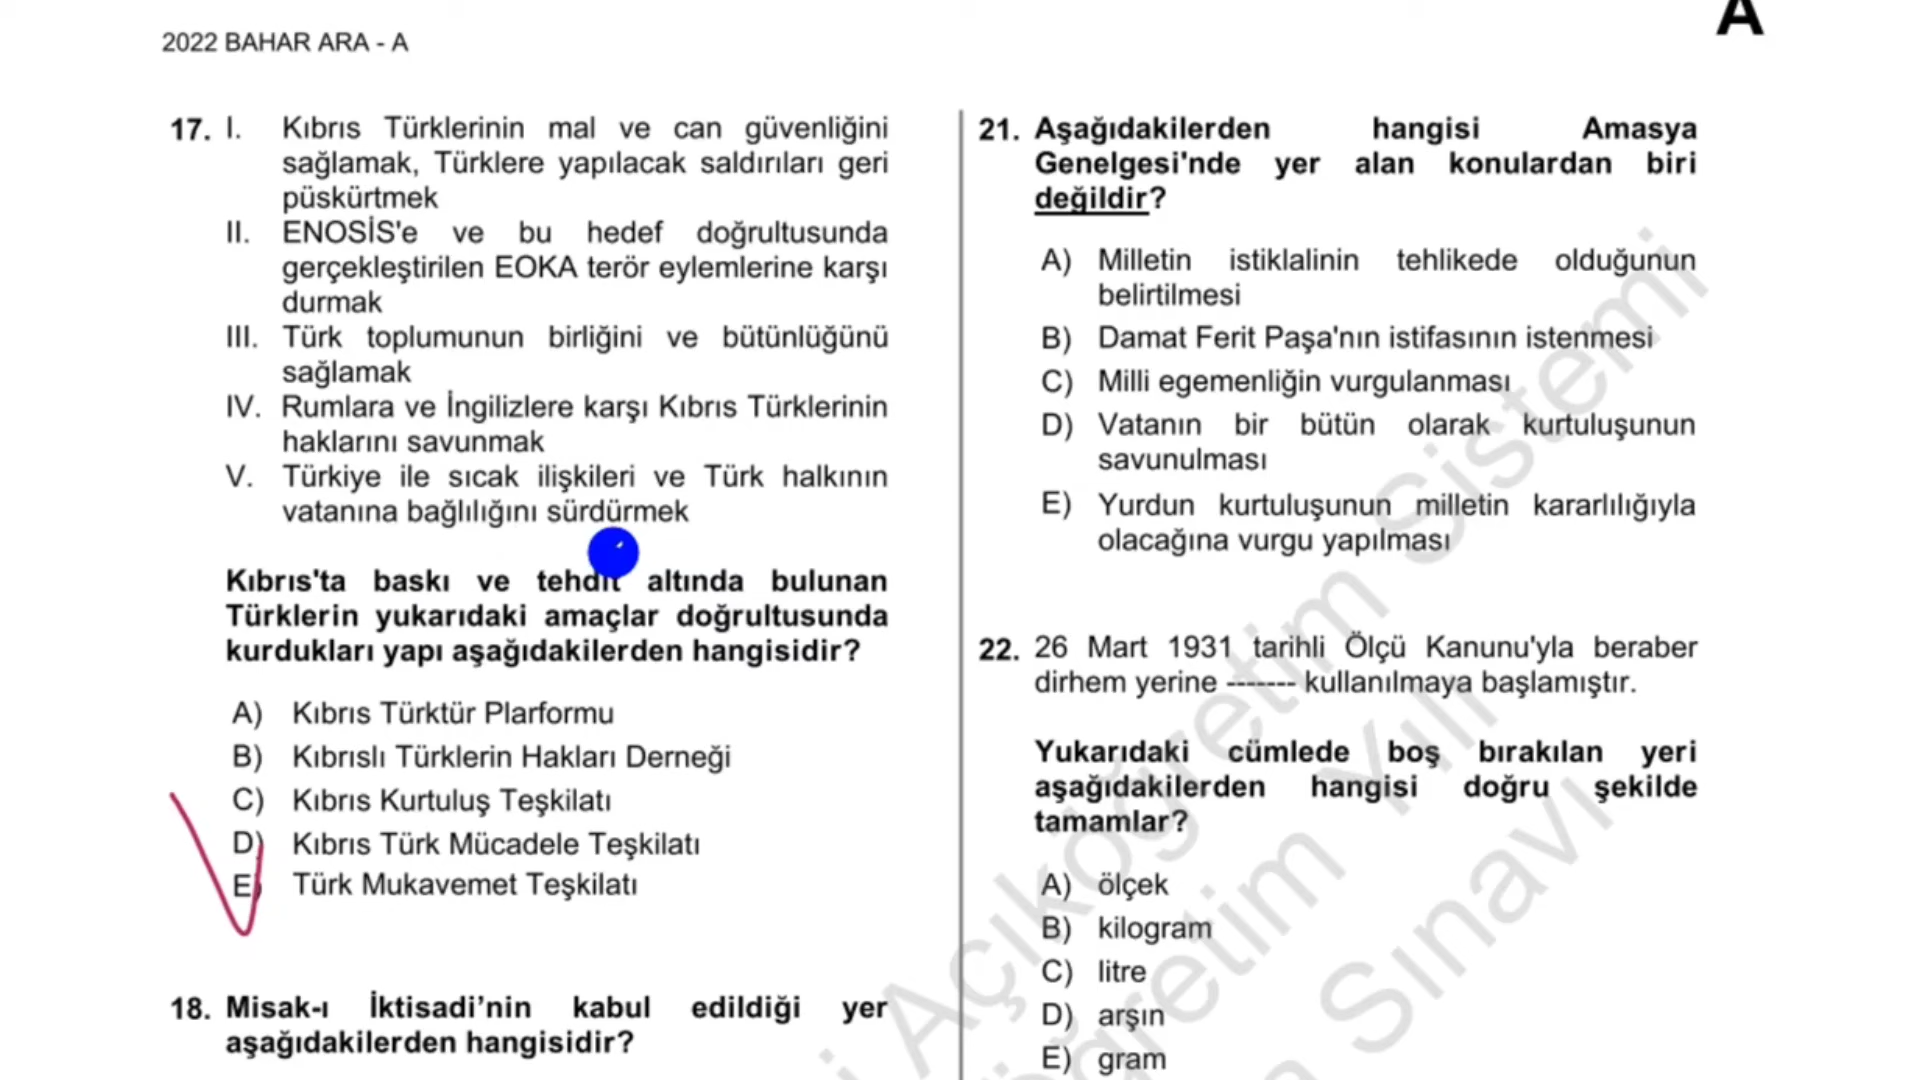 2022 BAHAR ARA - A
A
17. I. Kıbrıs Türklerinin mal ve can güvenliğini
sağlamak, Türklere yapılacak saldırıları geri
püskürtmek
II. ENOSİS'e ve bu hedef doğrultusunda
gerçekleştirilen EOKA terör eylemlerine karşı
durmak
III. Türk toplumunun birliğini ve bütünlüğünü
sağlamak
IV. Rumlara ve İngilizlere karşı Kıbrıs Türklerinin
haklarını savunmak
V. Türkiye ile sıcak ilişkileri ve Türk halkının
vatanına bağlılığını sürdürmek
Kıbrıs'ta baskı ve tehdit altında bulunan
Türklerin yukarıdaki amaçlar doğrultusunda
kurdukları yapı aşağıdakilerden hangisidir?
A) Kıbrıs Türktür Plarformu
B) Kıbrıslı Türklerin Hakları Derneği
C) Kıbrıs Kurtuluş Teşkilatı
D) Kıbrıs Türk Mücadele Teşkilatı
E) Türk Mukavemet Teşkilatı
18. Misak-ı İktisadi’nin kabul edildiği yer
aşağıdakilerden hangisidir?
21. Aşağıdakilerden hangisi Amasya
Genelgesi'nde yer alan konulardan biri
değildir?
A) Milletin istiklalinin tehlikede olduğunun
belirtilmesi
B) Damat Ferit Paşa'nın istifasının istenmesi
C) Milli egemenliğin vurgulanması
D) Vatanın bir bütün olarak kurtuluşunun
savunulması
E) Yurdun kurtuluşunun milletin kararlılığıyla
olacağına vurgu yapılması
22. 26 Mart 1931 tarihli Ölçü Kanunu'yla beraber
dirhem yerine ------- kullanılmaya başlamıştır.
Yukarıdaki cümlede boş bırakılan yeri
aşağıdakilerden hangisi doğru şekilde
tamamlar?
A) ölçek
B) kilogram
C) litre
D) arşın
E) gram
Açıköğretim Sistemi
Öğretim Yılı
Sınavı